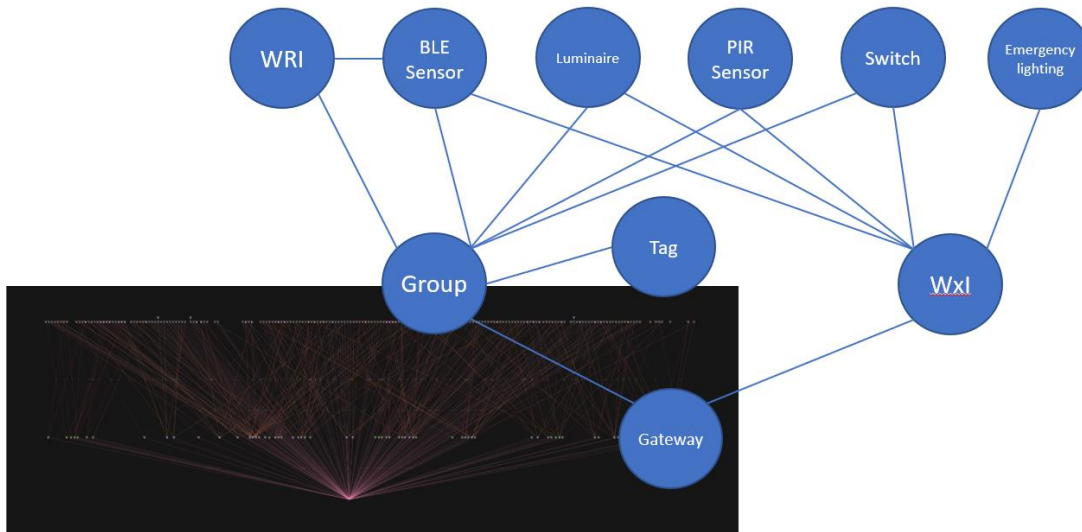 WRI
BLE
Sensor
Luminaire
PIR
Sensor
Switch
Emergency
lighting
Tag
Group
WxI
Gateway